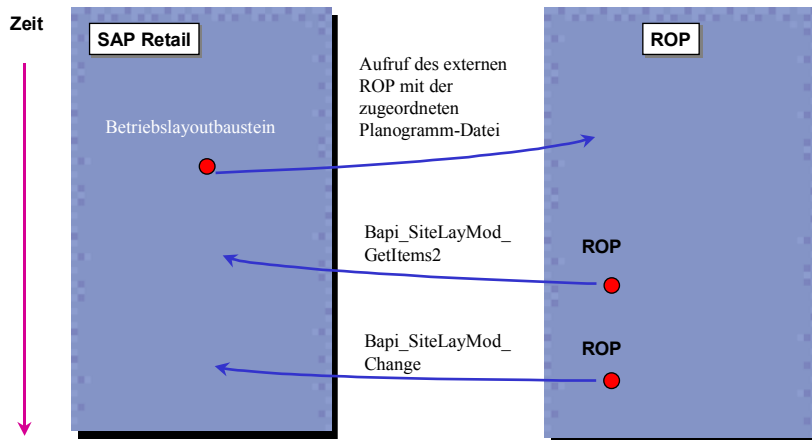 Zeit
SAP Retail
ROP
Aufruf des externen
ROP mit der
zugeordneten
Planogramm-Datei
Betriebslayoutbaustein
Bapi_SiteLayMod_
GetItems2
ROP
Bapi_SiteLayMod_
Change
ROP